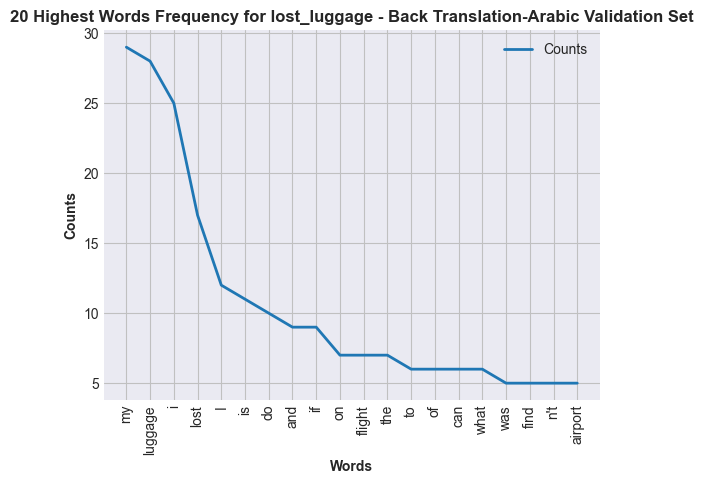 20 Highest Words Frequency for lost_luggage - Back Translation-Arabic Validation Set
Counts
30
25
20
15
10
5
Counts
my
luggage
i
lost
I
is
do
and
if
on
flight
the
to
of
can
what
was
find
n't
airport
Words